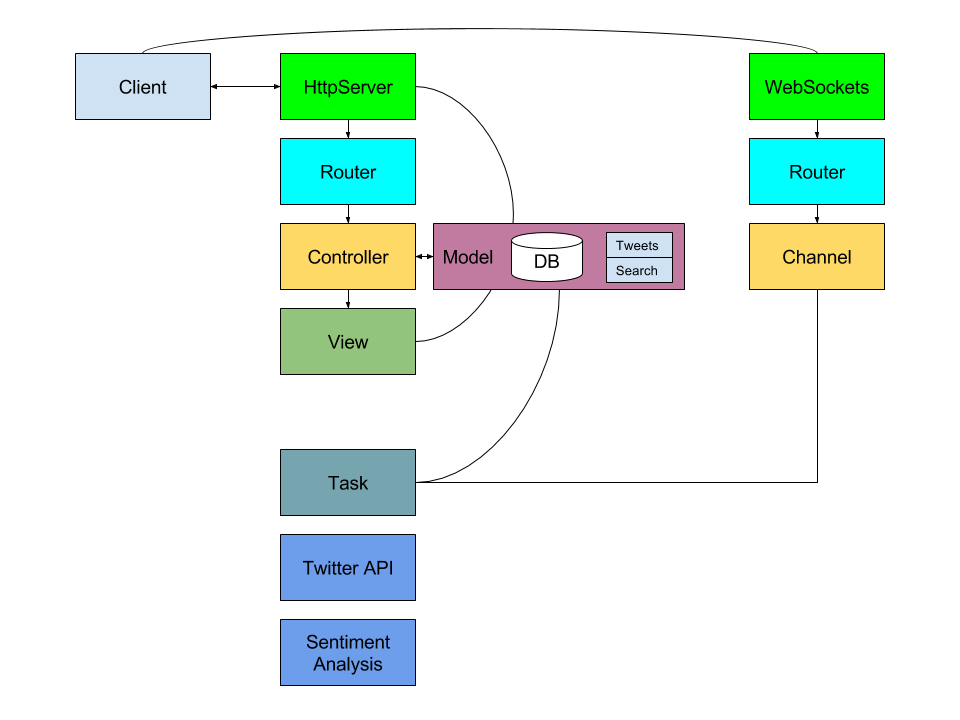 Client
HttpServer
WebSockets
Router
Router
Controller
Model
DB
Tweets
Search
Channel
View
Task
Twitter API
Sentiment
Analysis